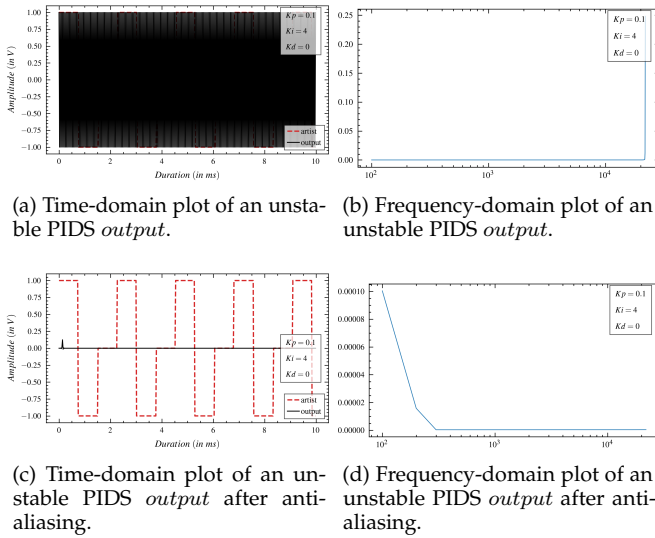 1.00
0.75
0.50
0.25
0.00
−0.25
−0.50
−0.75
−1.00
Amplitude (in V)
Kp = 0.1
Ki = 4
Kd = 0
artist
output
0 2 4 6 8 10
Duration (in ms)
0.25
0.20
0.15
0.10
0.05
0.00
Kp = 0.1
Ki = 4
Kd = 0
10² 10³ 10⁴
(a) Time-domain plot of an unsta-
ble PIDS output.
(b) Frequency-domain plot of an
unstable PIDS output.
1.00
0.75
0.50
0.25
0.00
−0.25
−0.50
−0.75
−1.00
Amplitude (in V)
Kp = 0.1
Ki = 4
Kd = 0
artist
output
0 2 4 6 8 10
Duration (in ms)
0.00010
0.00008
0.00006
0.00004
0.00002
0.00000
Kp = 0.1
Ki = 4
Kd = 0
10² 10³ 10⁴
(c) Time-domain plot of an un-
stable PIDS output after anti-
aliasing.
(d) Frequency-domain plot of an
unstable PIDS output after anti-
aliasing.